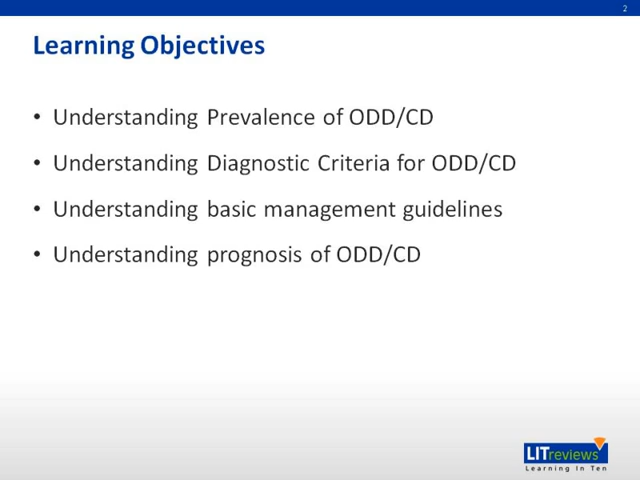 2
Learning Objectives
• Understanding Prevalence of ODD/CD
• Understanding Diagnostic Criteria for ODD/CD
• Understanding basic management guidelines
• Understanding prognosis of ODD/CD
LITreviews
Learning In Ten